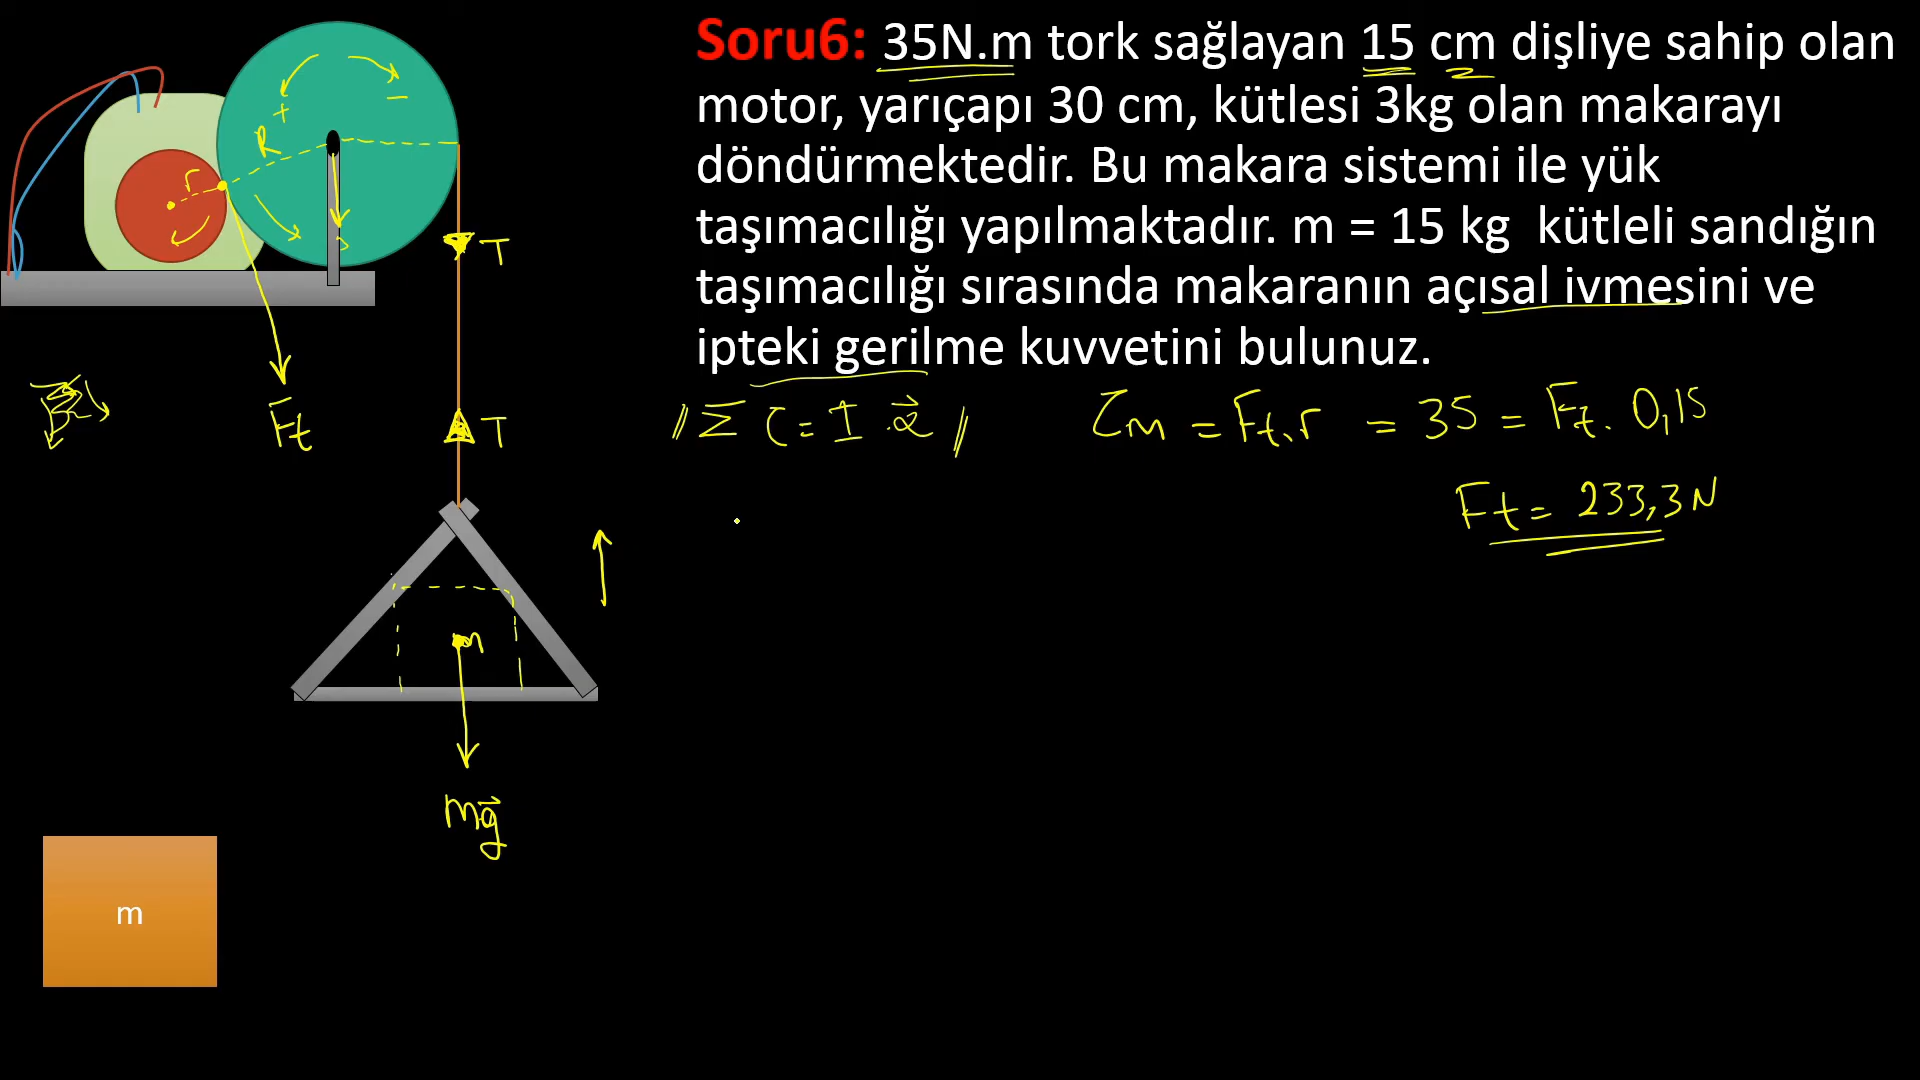 Soru6: 35N.m tork sağlayan 15 cm dişliye sahip olan
motor, yarıçapı 30 cm, kütlesi 3kg olan makarayı
döndürmektedir. Bu makara sistemi ile yük
taşımacılığı yapılmaktadır. m = 15 kg kütleli sandığın
taşımacılığı sırasında makaranın açısal ivmesini ve
ipteki gerilme kuvvetini bulunuz.
+
-
R
r
T
Ft
T
// Σ τ = I . α⃗ //
τm = Ft . r = 35 = Ft . 0,15
Ft = 233,3 N
m
mg⃗
m